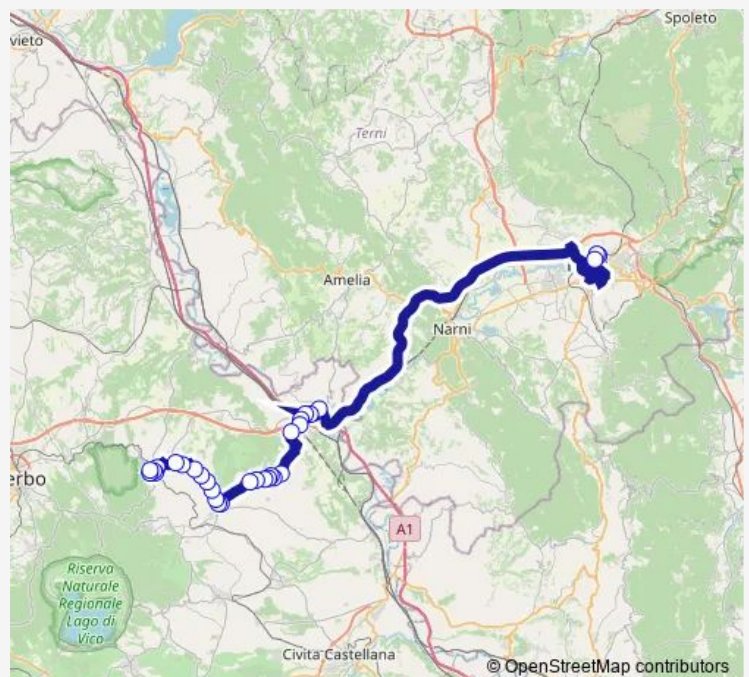 Spoleto
vieto
Terni
Amelia
Narni
erbo
A1
Riserva
Naturale
Regionale
Lago di
Vico
Civita Castellana
© OpenStreetMap contributors